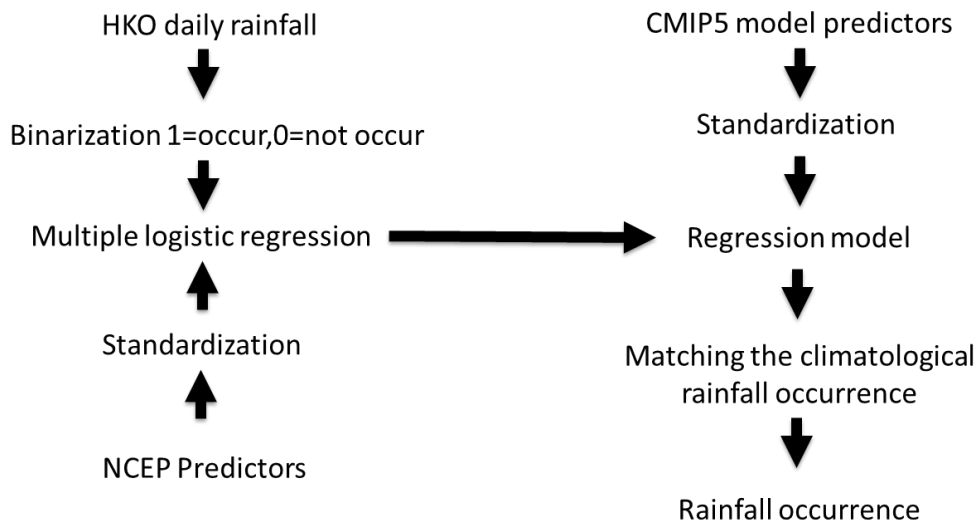 HKO daily rainfall
Binarization 1=occur,0=not occur
Multiple logistic regression
Standardization
NCEP Predictors
CMIP5 model predictors
Standardization
Regression model
Matching the climatological
rainfall occurrence
Rainfall occurrence